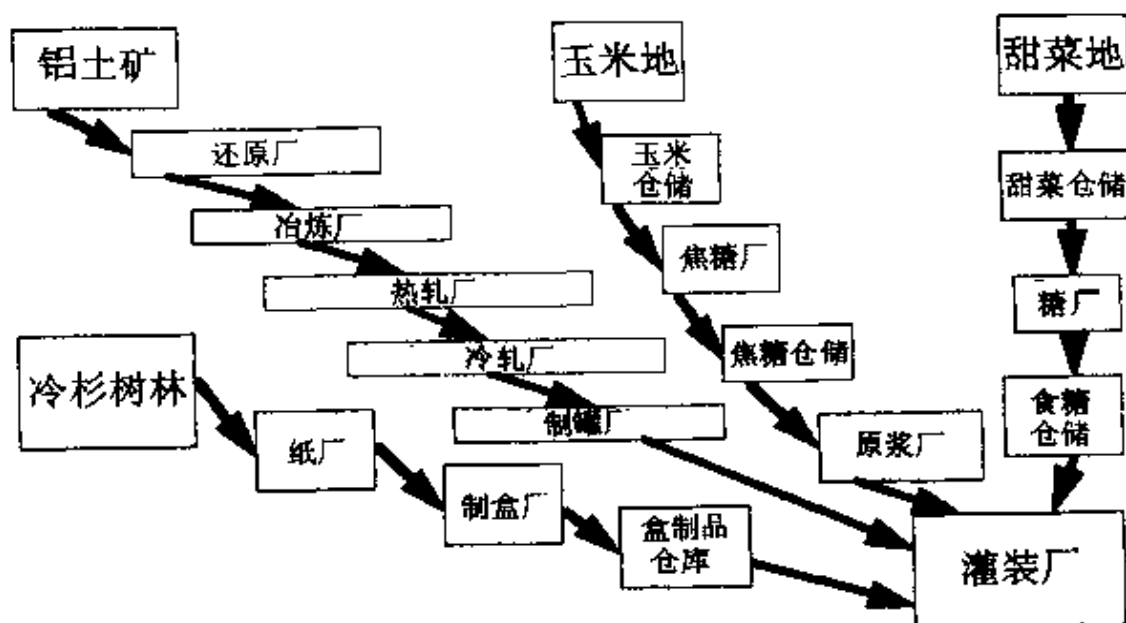 铝土矿
玉米地
甜菜地
还原厂
玉米
仓储
甜菜仓储
冶炼厂
焦糖厂
热轧厂
糖厂
冷杉树林
冷轧厂
焦糖仓储
食糖
仓储
制罐厂
纸厂
原浆厂
制盒厂
盒制品
仓库
灌装厂